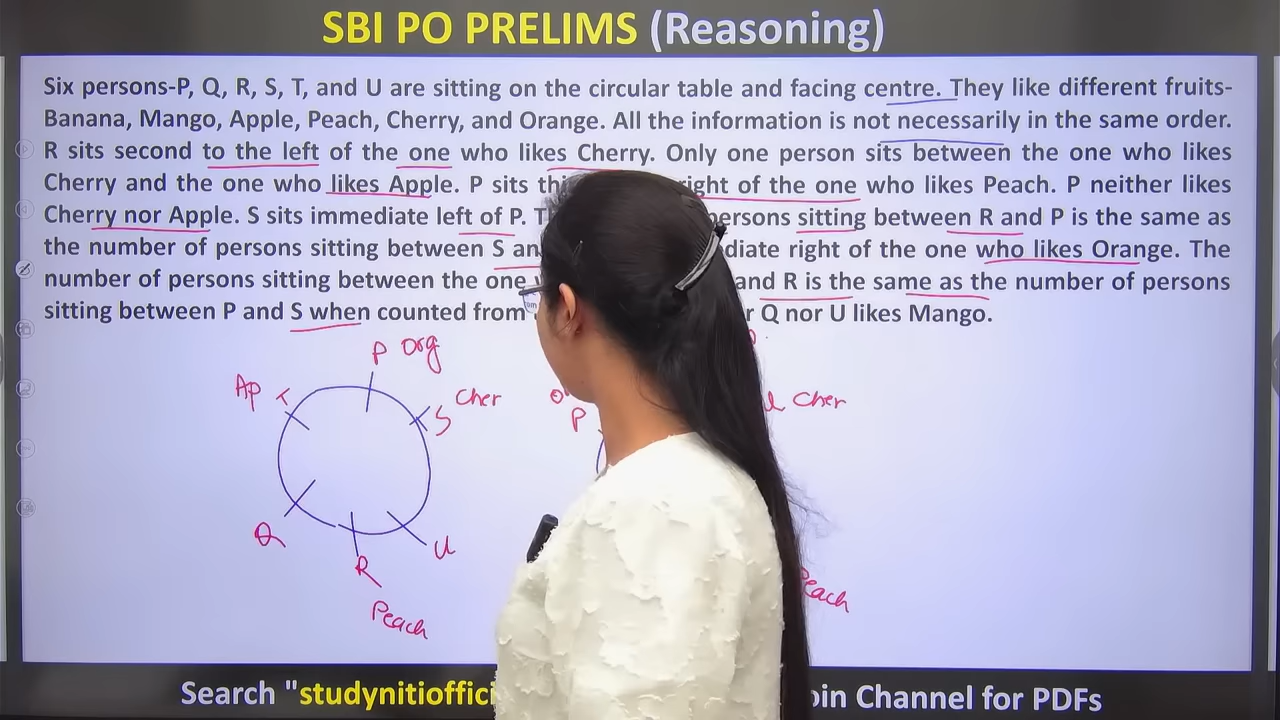 SBI PO PRELIMS (Reasoning)
Six persons-P, Q, R, S, T, and U are sitting on the circular table and facing centre. They like different fruits-
Banana, Mango, Apple, Peach, Cherry, and Orange. All the information is not necessarily in the same order.
R sits second to the left of the one who likes Cherry. Only one person sits between the one who likes
Cherry and the one who likes Apple. P sits right of the one who likes Peach. P neither likes
Cherry nor Apple. S sits immediate left of P. persons sitting between R and P is the same as
the number of persons sitting between S right of the one who likes Orange. The
number of persons sitting between the one and R is the same as the number of persons
sitting between P and S when counted from Q nor U likes Mango.
P Org
Ap T
S Cher
P
Cher
Q
R
U
Peach
Peach
Search "studynitioffici Channel for PDFs